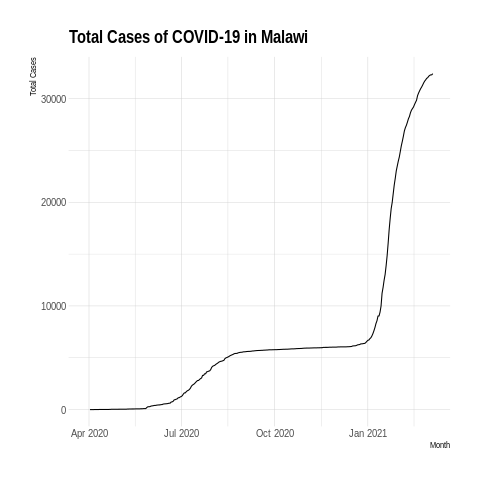 Total Cases of COVID-19 in Malawi
Total Cases
30000
20000
10000
0
Apr 2020
Jul 2020
Oct 2020
Jan 2021
Month